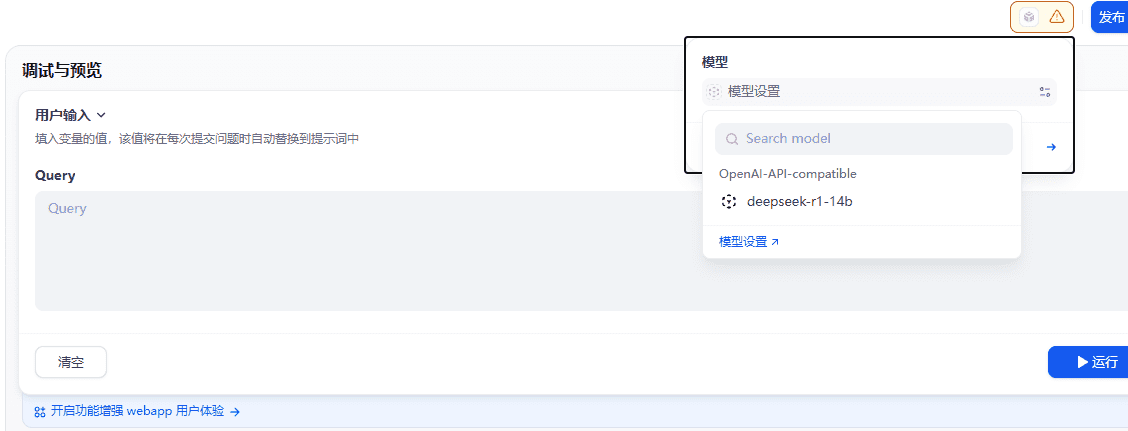 发布
调试与预览
模型
模型设置
用户输入
填入变量的值，该值将在每次提交问题时自动替换到提示词中
Search model
OpenAI-API-compatible
deepseek-r1-14b
模型设置
Query
Query
清空
运行
开启功能增强 webapp 用户体验